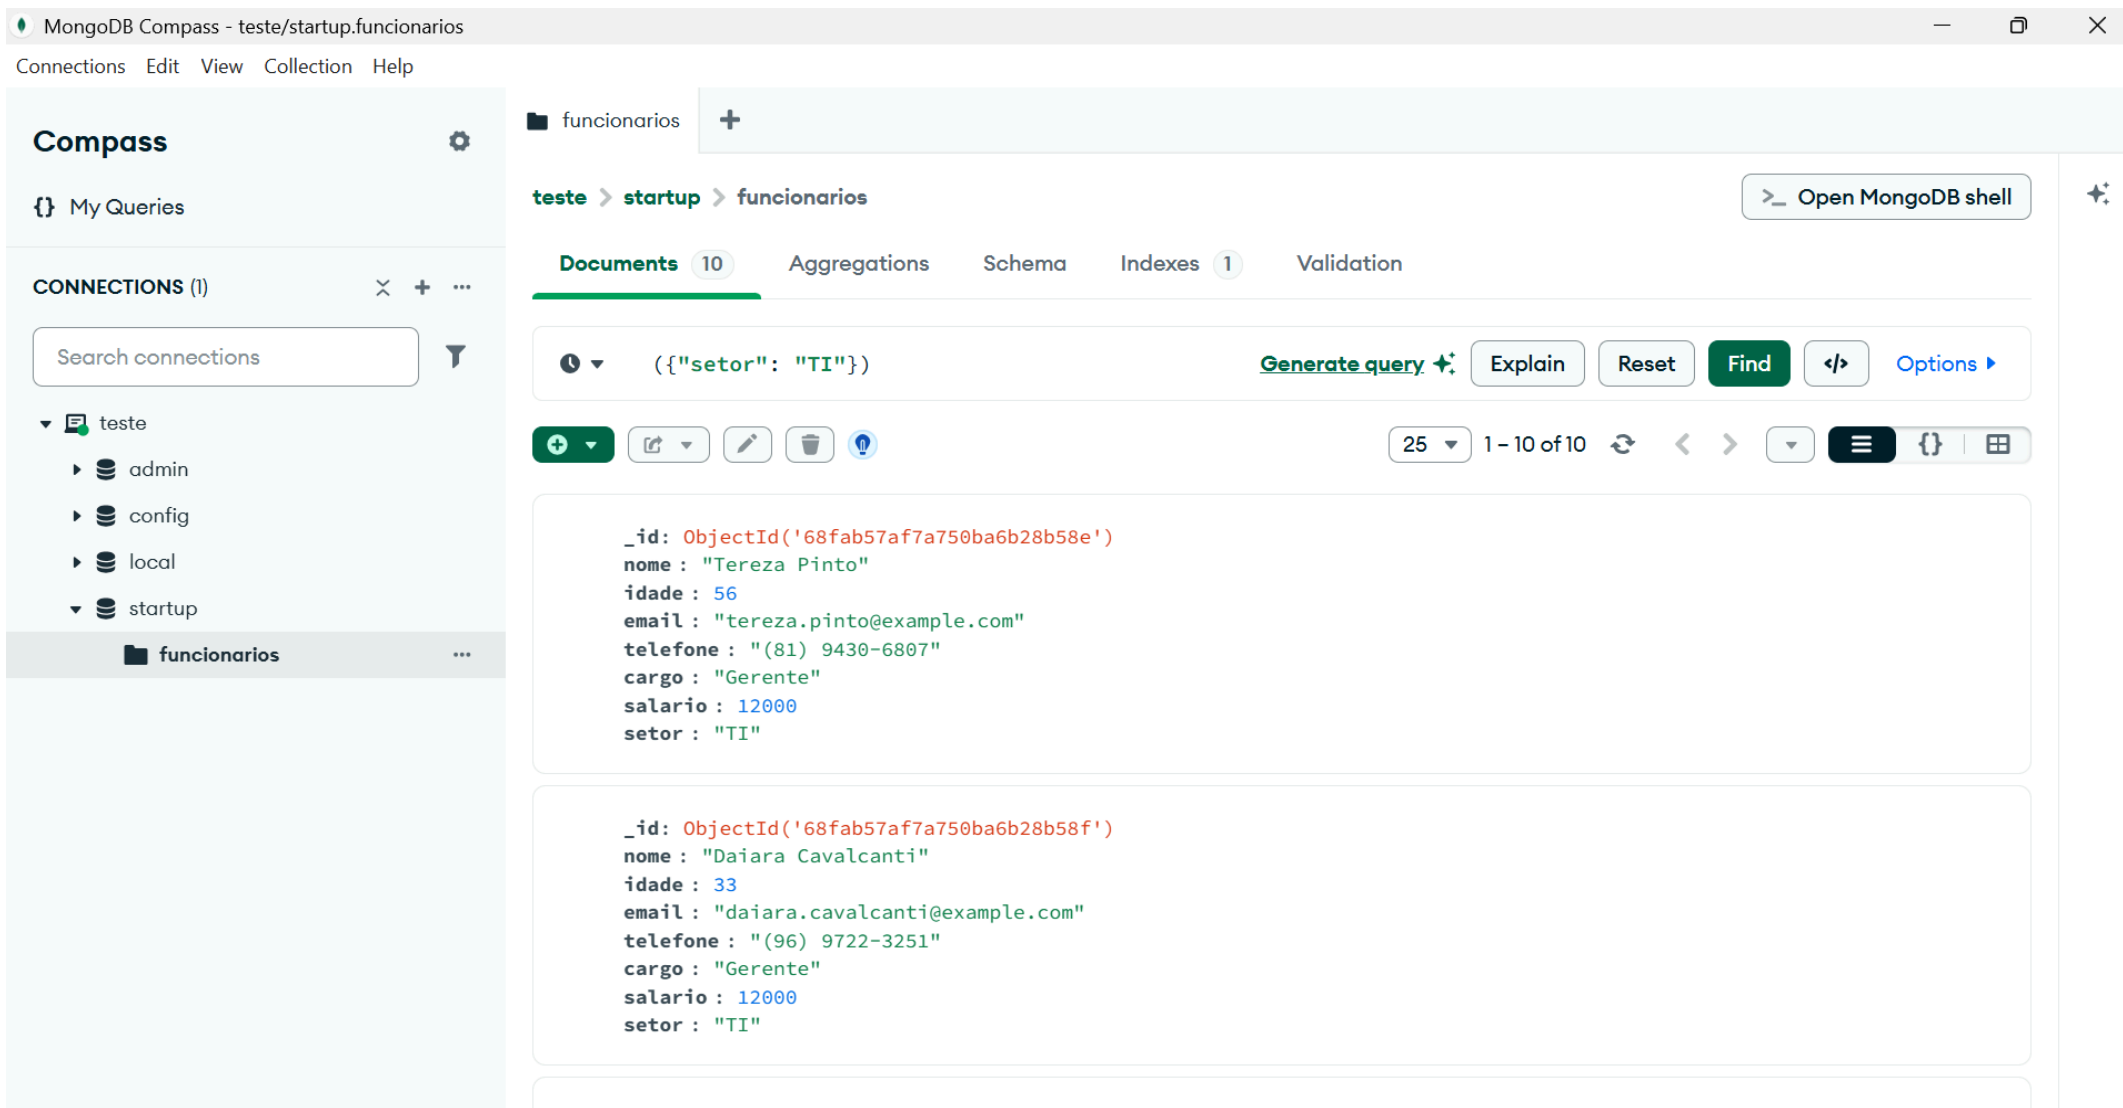 MongoDB Compass - teste/startup.funcionarios
Connections Edit View Collection Help
Compass
{} My Queries
CONNECTIONS (1)
Search connections
teste
admin
config
local
startup
funcionarios
funcionarios
teste > startup > funcionarios
>_ Open MongoDB shell
Documents 10 Aggregations Schema Indexes 1 Validation
({"setor": "TI"})
Generate query Explain Reset Find </> Options
25 1 – 10 of 10 {}
_id: ObjectId('68fab57af7a750ba6b28b58e')
nome : "Tereza Pinto"
idade : 56
email : "tereza.pinto@example.com"
telefone : "(81) 9430-6807"
cargo : "Gerente"
salario : 12000
setor : "TI"
_id: ObjectId('68fab57af7a750ba6b28b58f')
nome : "Daiara Cavalcanti"
idade : 33
email : "daiara.cavalcanti@example.com"
telefone : "(96) 9722-3251"
cargo : "Gerente"
salario : 12000
setor : "TI"